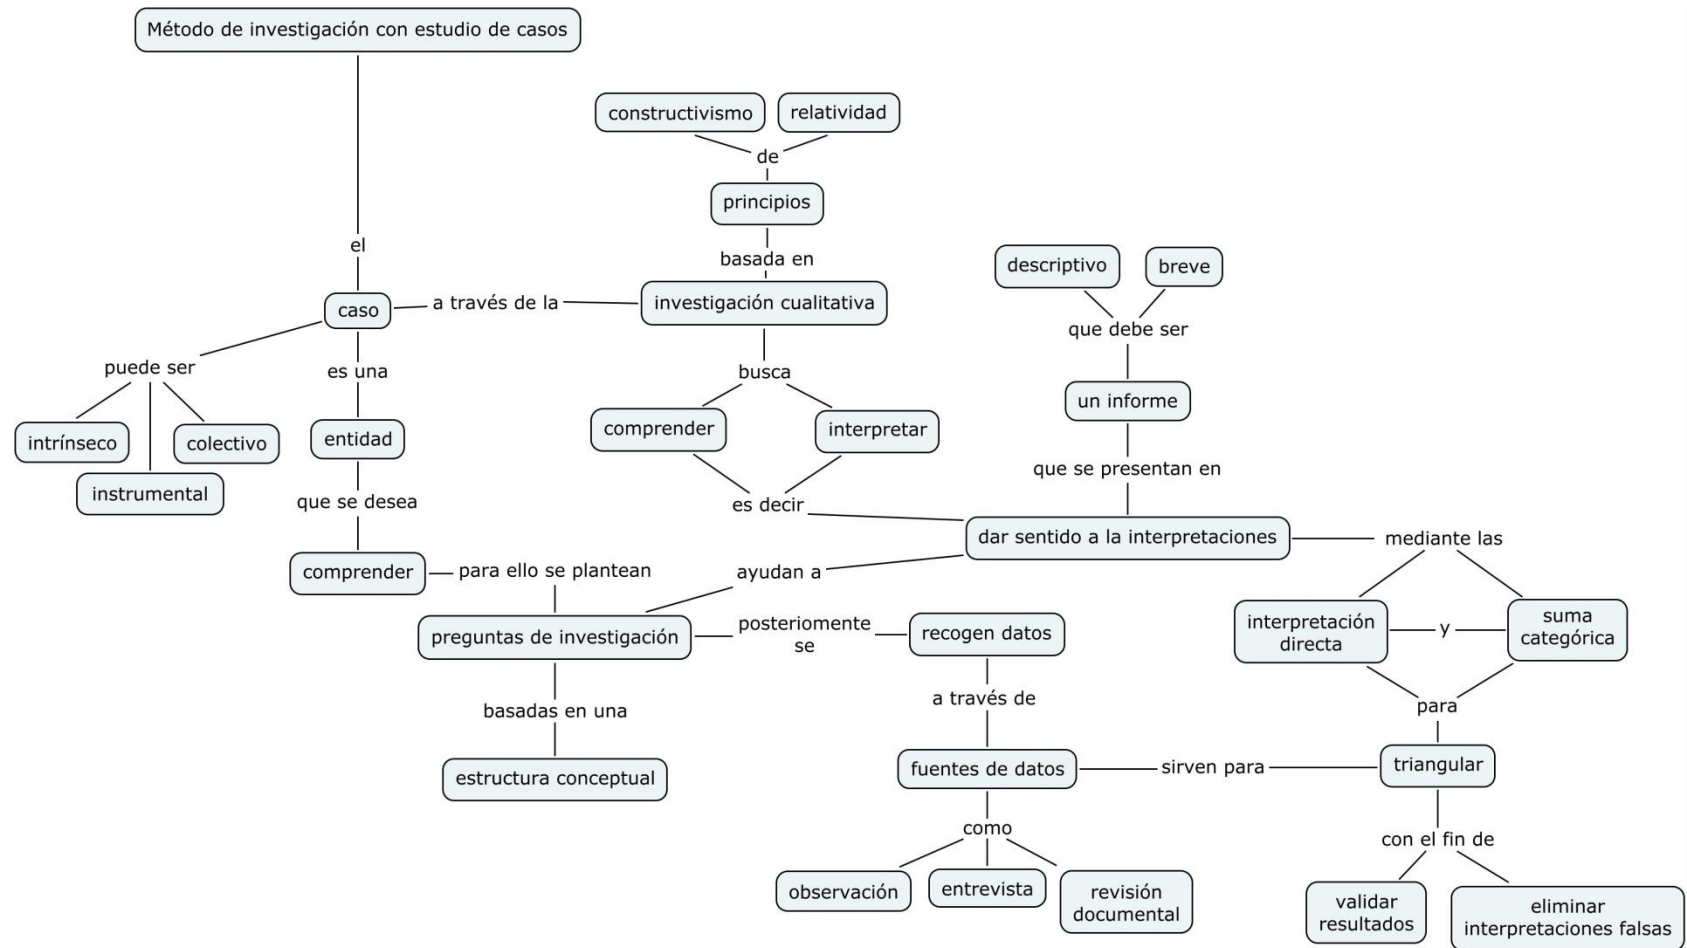 Método de investigación con estudio de casos
constructivismo
relatividad
de
principios
el
basada en
descriptivo
breve
caso
a través de la
investigación cualitativa
que debe ser
puede ser
es una
busca
un informe
intrínseco
colectivo
entidad
comprender
interpretar
instrumental
que se desea
es decir
que se presentan en
dar sentido a la interpretaciones
mediante las
comprender
para ello se plantean
ayudan a
preguntas de investigación
posteriomente
se
recogen datos
interpretación
directa
y
suma
categórica
basadas en una
a través de
para
estructura conceptual
fuentes de datos
sirven para
triangular
como
con el fin de
observación
entrevista
revisión
documental
validar
resultados
eliminar
interpretaciones falsas